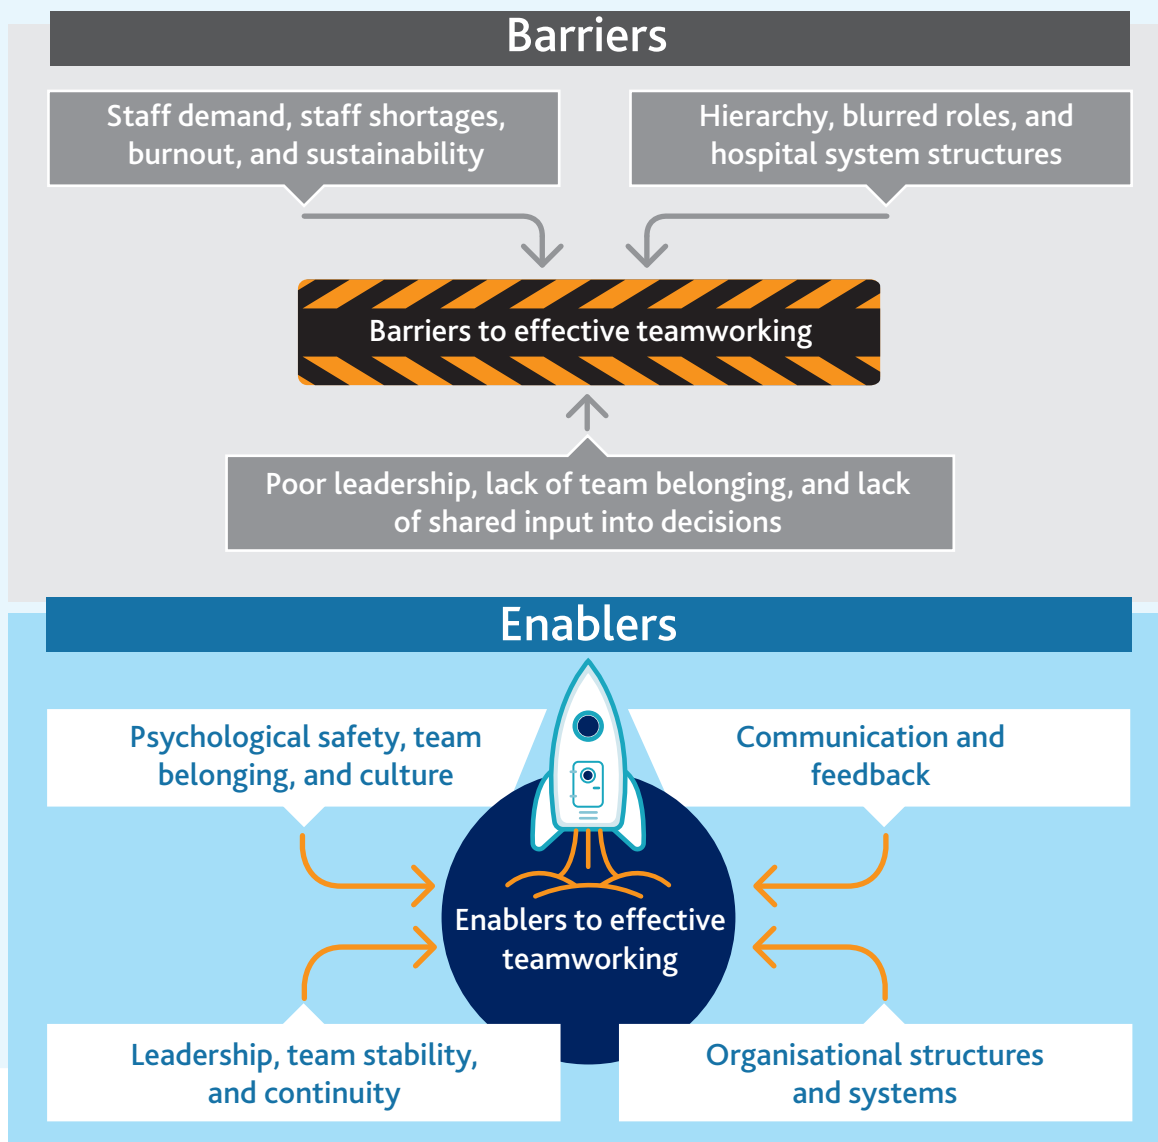 Barriers
Staff demand, staff shortages,
burnout, and sustainability
Hierarchy, blurred roles, and
hospital system structures
Barriers to effective teamworking
Poor leadership, lack of team belonging, and lack
of shared input into decisions
Enablers
Psychological safety, team
belonging, and culture
Communication and
feedback
Enablers to effective
teamworking
Leadership, team stability,
and continuity
Organisational structures
and systems